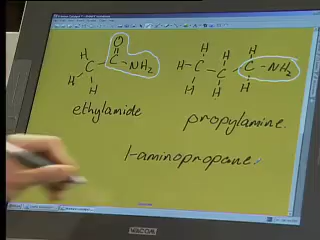 O
H C C-NH2
H H
ethylamide
H H H
H-C-C-C-NH2
H H H
propylamine.
1-aminopropane.
WACOM